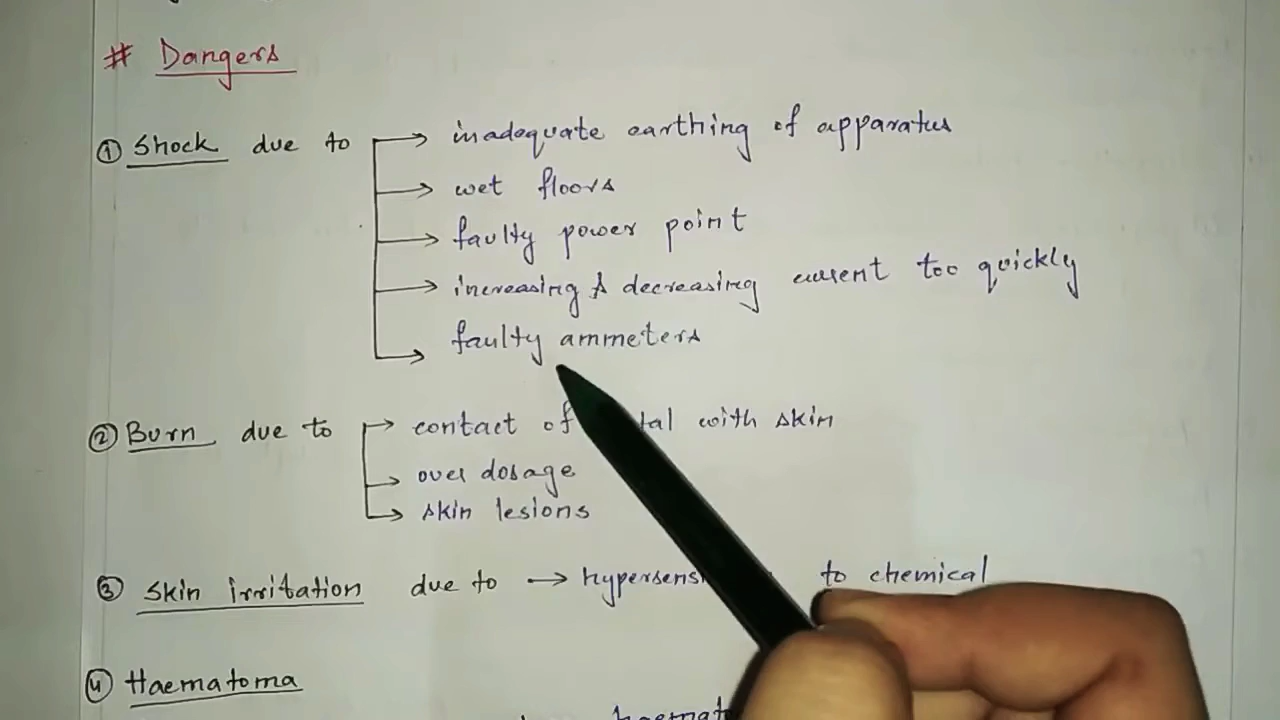 # Dangers
① Shock due to → inadequate earthing of apparatus
→ wet floors
→ faulty power point
→ increasing & decreasing current too quickly
→ faulty ammeters
② Burn due to → contact of with skin
→ over dosage
→ skin lesions
③ Skin irritation due to → to chemical
④ Haematoma